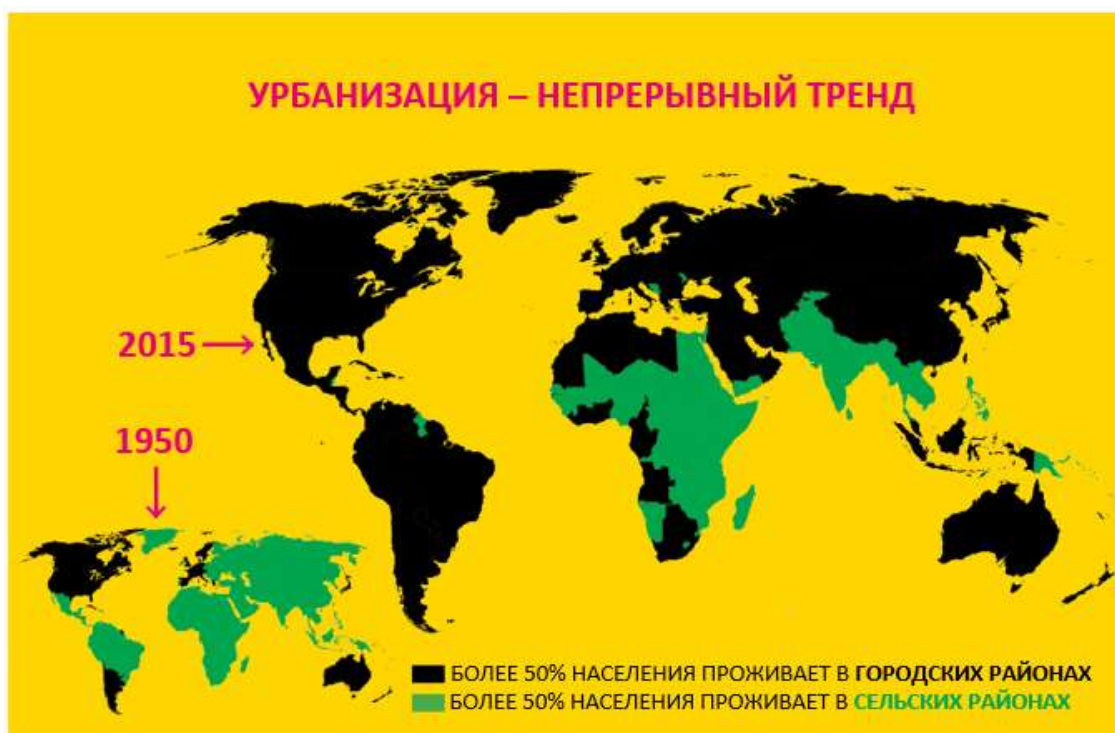 УРБАНИЗАЦИЯ – НЕПРЕРЫВНЫЙ ТРЕНД
2015
1950
БОЛЕЕ 50% НАСЕЛЕНИЯ ПРОЖИВАЕТ В ГОРОДСКИХ РАЙОНАХ
БОЛЕЕ 50% НАСЕЛЕНИЯ ПРОЖИВАЕТ В СЕЛЬСКИХ РАЙОНАХ